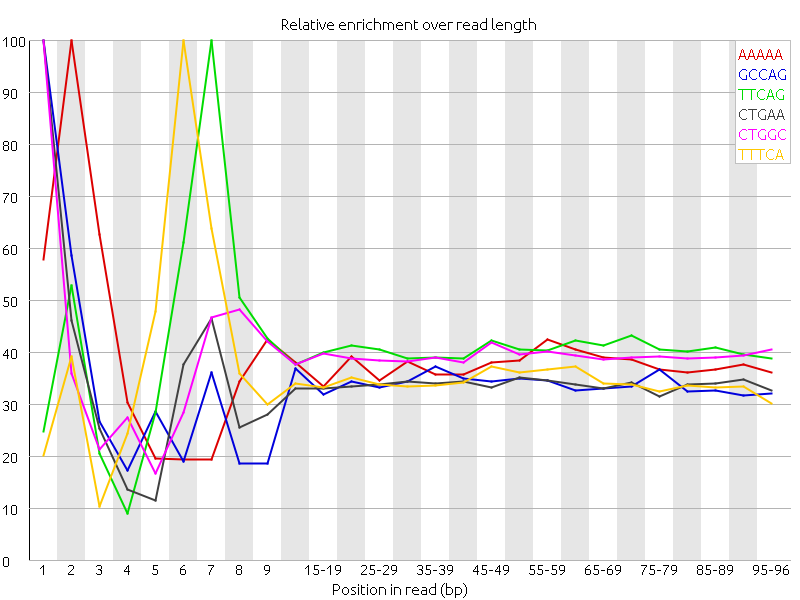 Relative enrichment over read length
100
90
80
70
60
50
40
30
20
10
0
AAAAA
GCCAG
TTCAG
CTGAA
CTGGC
TTTCA
1 2 3 4 5 6 7 8 9 15-19 25-29 35-39 45-49 55-59 65-69 75-79 85-89 95-96
Position in read (bp)